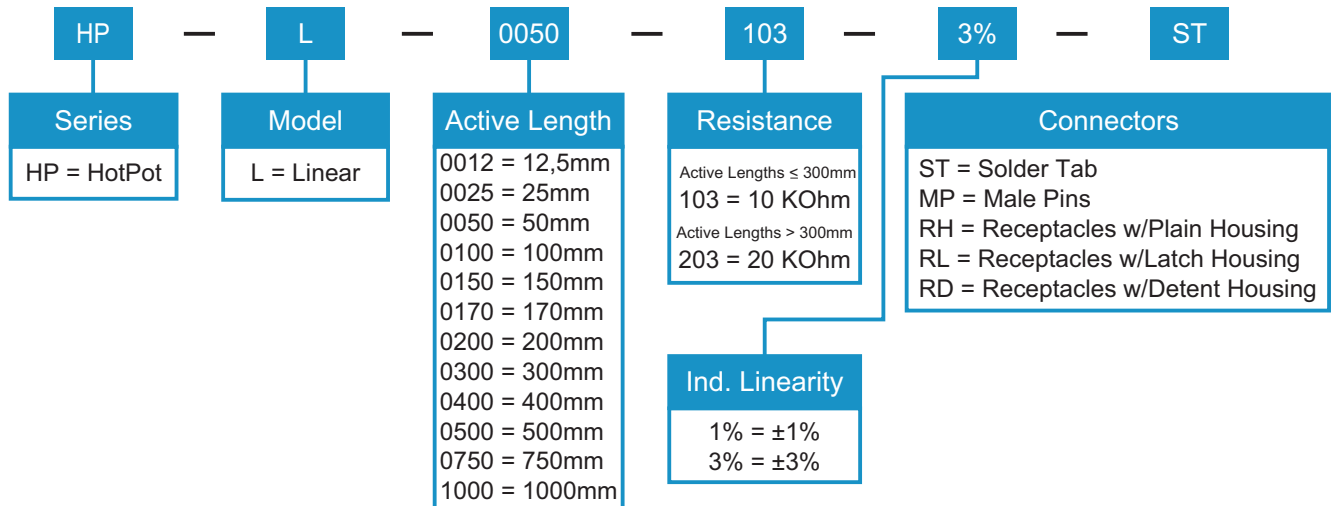 HP — L — 0050 — 103 — 3% — ST
Series
HP = HotPot
Model
L = Linear
Active Length
0012 = 12,5mm
0025 = 25mm
0050 = 50mm
0100 = 100mm
0150 = 150mm
0170 = 170mm
0200 = 200mm
0300 = 300mm
0400 = 400mm
0500 = 500mm
0750 = 750mm
1000 = 1000mm
Resistance
Active Lengths ≤ 300mm
103 = 10 KOhm
Active Lengths > 300mm
203 = 20 KOhm
Ind. Linearity
1% = ±1%
3% = ±3%
Connectors
ST = Solder Tab
MP = Male Pins
RH = Receptacles w/Plain Housing
RL = Receptacles w/Latch Housing
RD = Receptacles w/Detent Housing